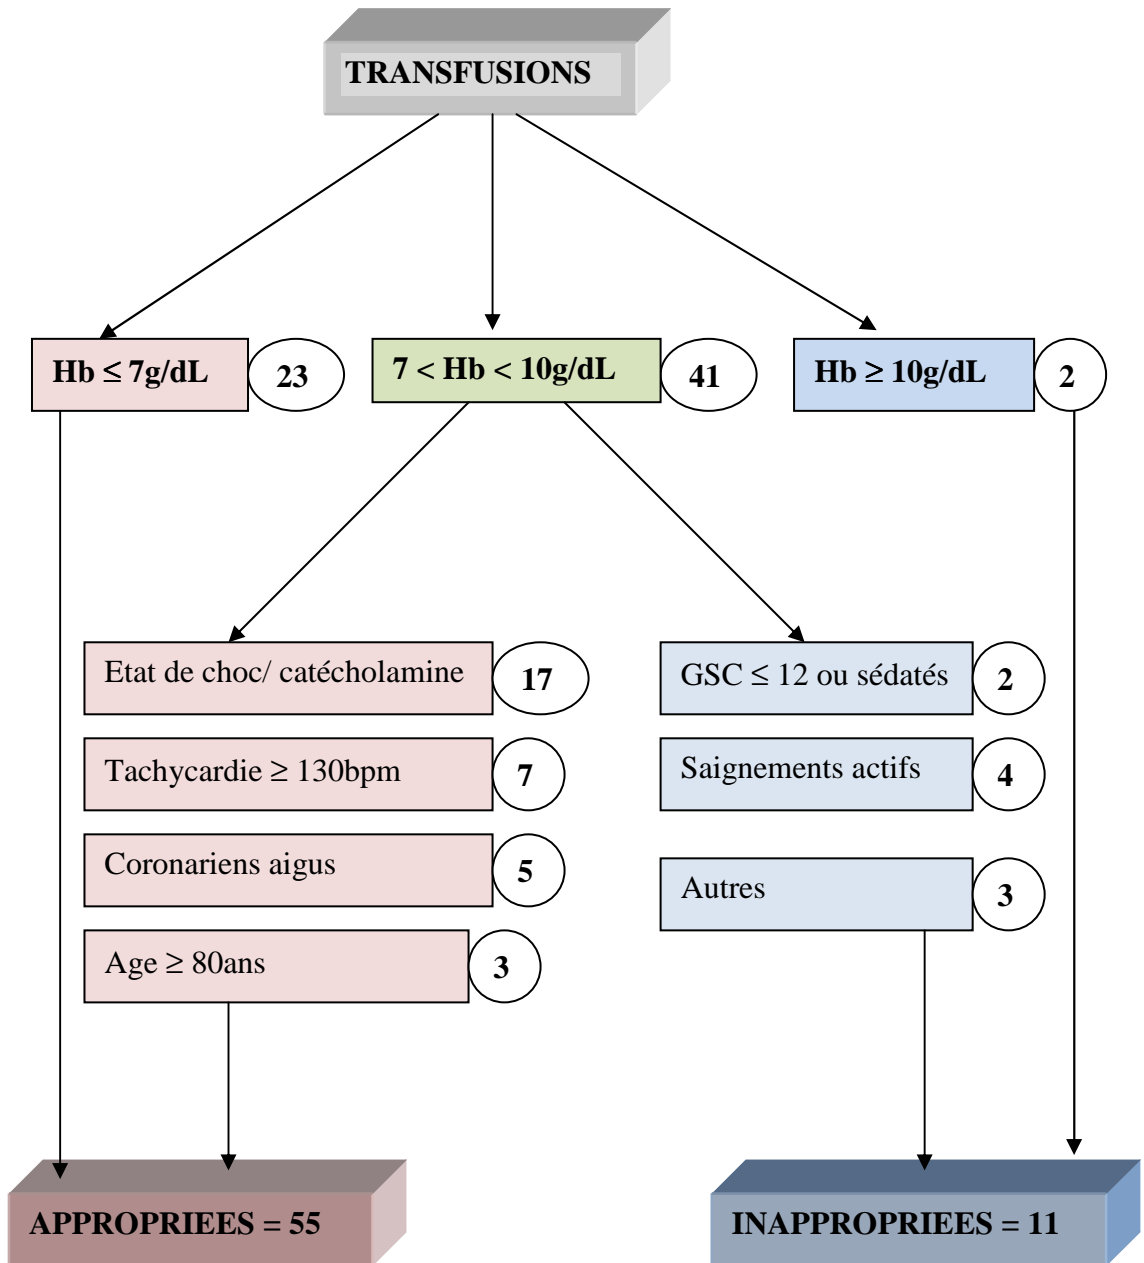 TRANSFUSIONS
Hb ≤ 7g/dL
23
7 < Hb < 10g/dL
41
Hb ≥ 10g/dL
2
Etat de choc/ catécholamine
17
GSC ≤ 12 ou sédatés
2
Tachycardie ≥ 130bpm
7
Saignements actifs
4
Coronariens aigus
5
Autres
3
Age ≥ 80ans
3
APPROPRIEES = 55
INAPPROPRIEES = 11